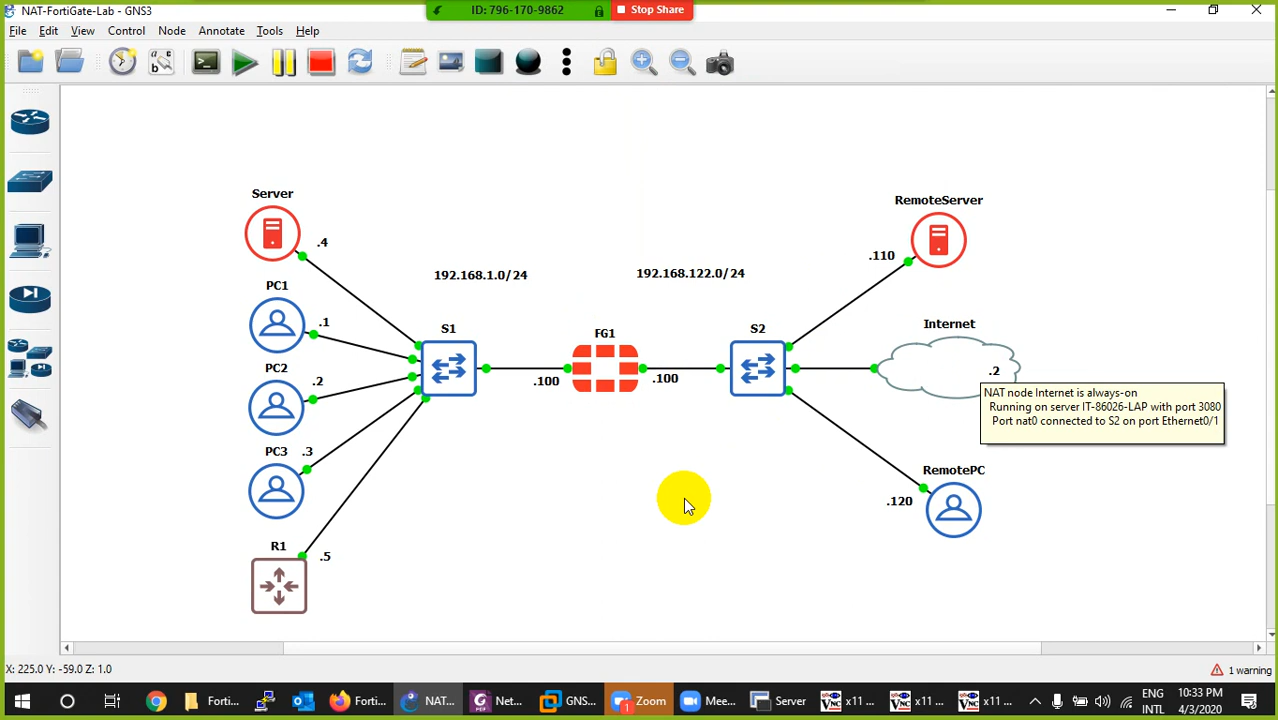 NAT-FortiGate-Lab - GNS3
ID: 796-170-9862
Stop Share
File Edit View Control Node Annotate Tools Help
Server
.4
RemoteServer
.110
192.168.1.0/24
192.168.122.0/24
PC1
.1
S1
FG1
S2
Internet
.2
.100
.100
PC2
.2
NAT node Internet is always-on
Running on server IT-86026-LAP with port 3080
Port nat0 connected to S2 on port Ethernet0/1
PC3
.3
RemotePC
.120
R1
.5
X: 225.0 Y: -59.0 Z: 1.0
1 warning
Forti...
Forti...
NAT...
Net...
GNS...
Zoom
1
Mee...
Server
x11 ...
x11 ...
x11 ...
ENG
INTL
10:33 PM
4/3/2020